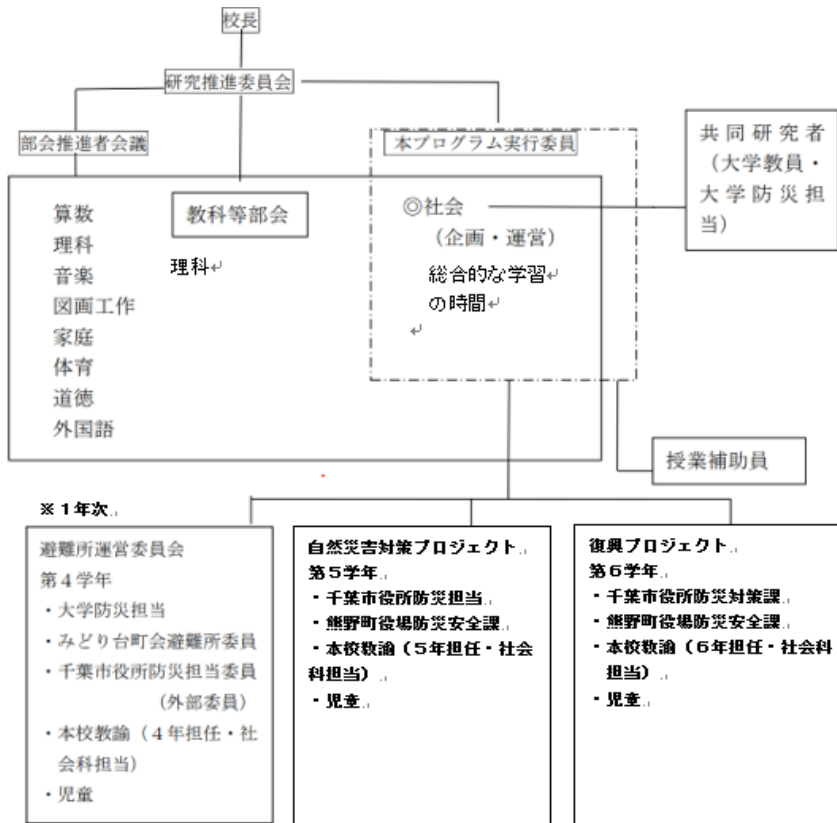 校長
研究推進委員会
部会推進者会議
本プログラム実行委員
共同研究者
（大学教員・
大学防災担
当）
算数
理科
音楽
図画工作
家庭
体育
道徳
外国語
教科等部会
理科↵
◎社会
（企画・運営）
総合的な学習↵
の時間↵
↵
授業補助員
※１年次
避難所運営委員会
第４学年
・大学防災担当
・みどり台町会避難所委員
・千葉市役所防災担当委員
（外部委員）
・本校教諭（４年担任・社
会科担当）
・児童
自然災害対策プロジェクト
第５学年
・千葉市役所防災担当
・熊野町役場防災安全課
・本校教諭（５年担任・社会
科担当）
・児童
復興プロジェクト
第６学年
・千葉市役所防災対策課
・熊野町役場防災安全課
・本校教諭（６年担任・社会科
担当）
・児童